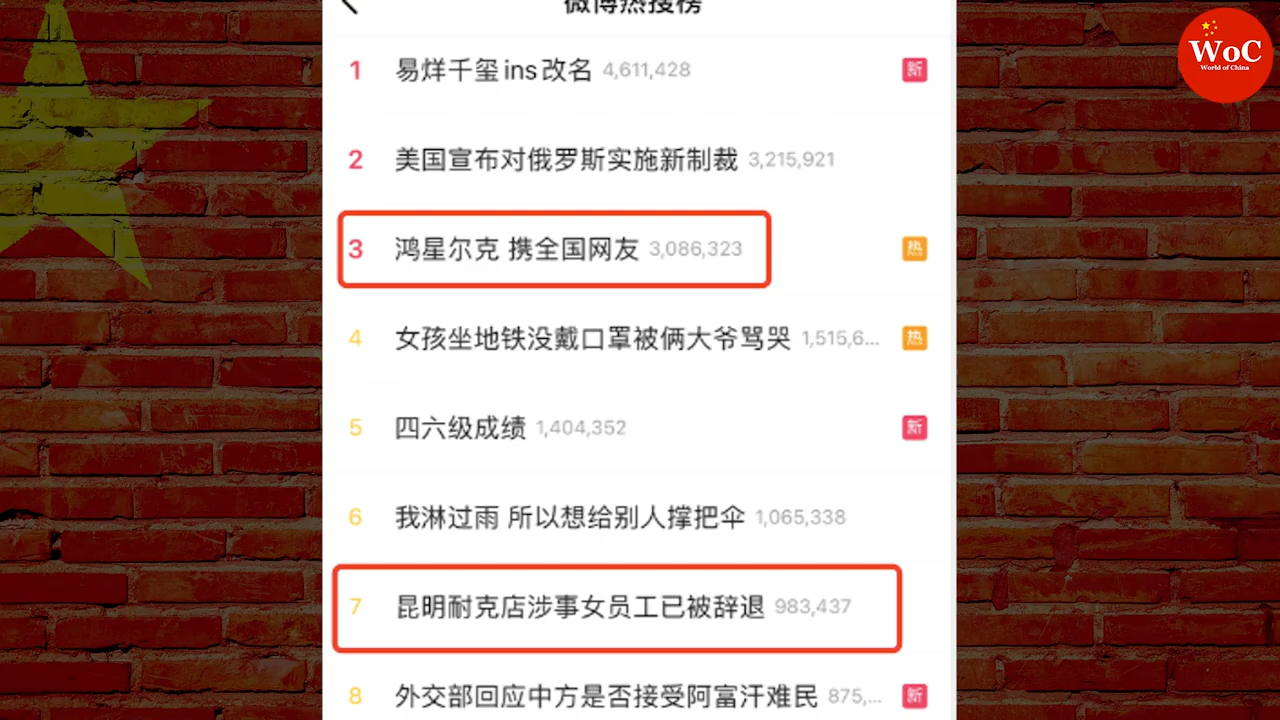 微博热搜榜
WoC
World of China
1 易烊千玺ins改名 4,611,428 新
2 美国宣布对俄罗斯实施新制裁 3,215,921
3 鸿星尔克 携全国网友 3,086,323 热
4 女孩坐地铁没戴口罩被俩大爷骂哭 1,515,6... 热
5 四六级成绩 1,404,352 新
6 我淋过雨 所以想给别人撑把伞 1,065,338
7 昆明耐克店涉事女员工已被辞退 983,437
8 外交部回应中方是否接受阿富汗难民 875,... 新